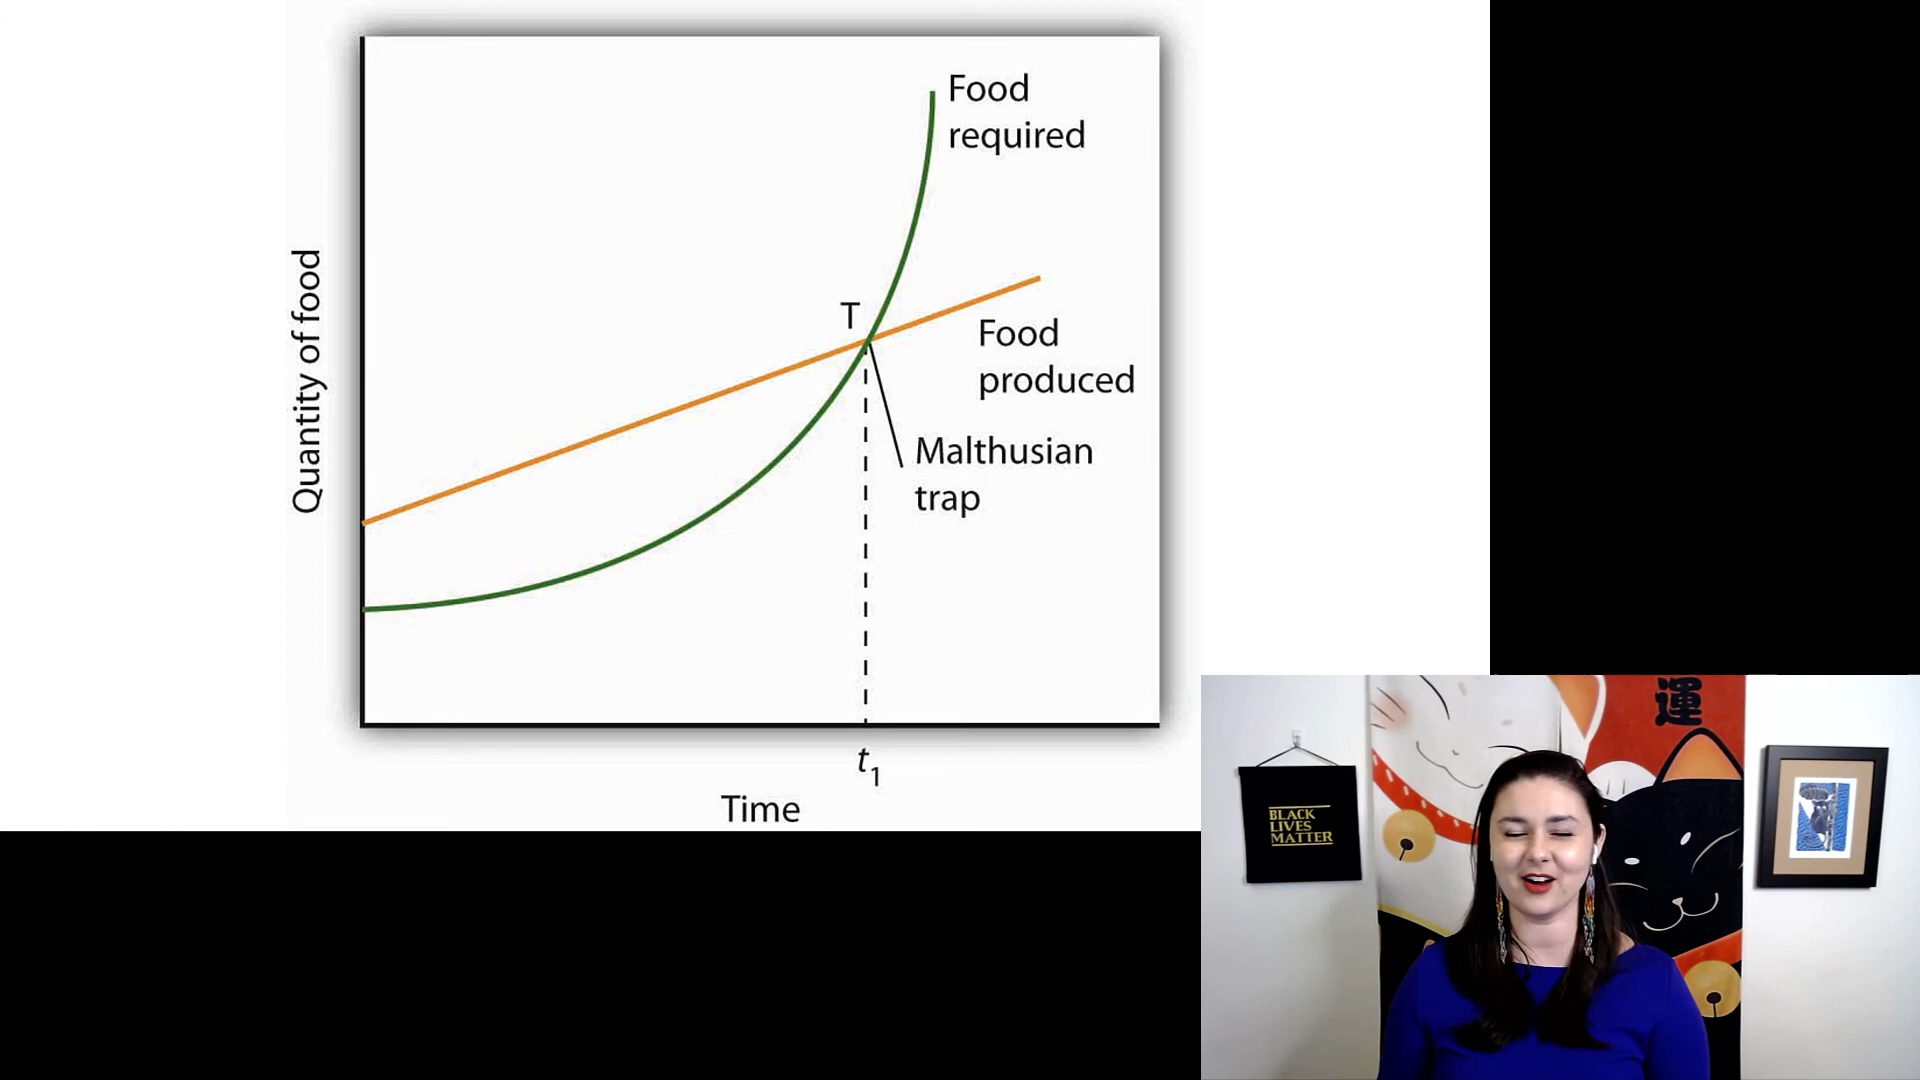 Food
required
T
Food
produced
Malthusian
trap
Quantity of food
t1
Time
運
BLACK
LIVES
MATTER